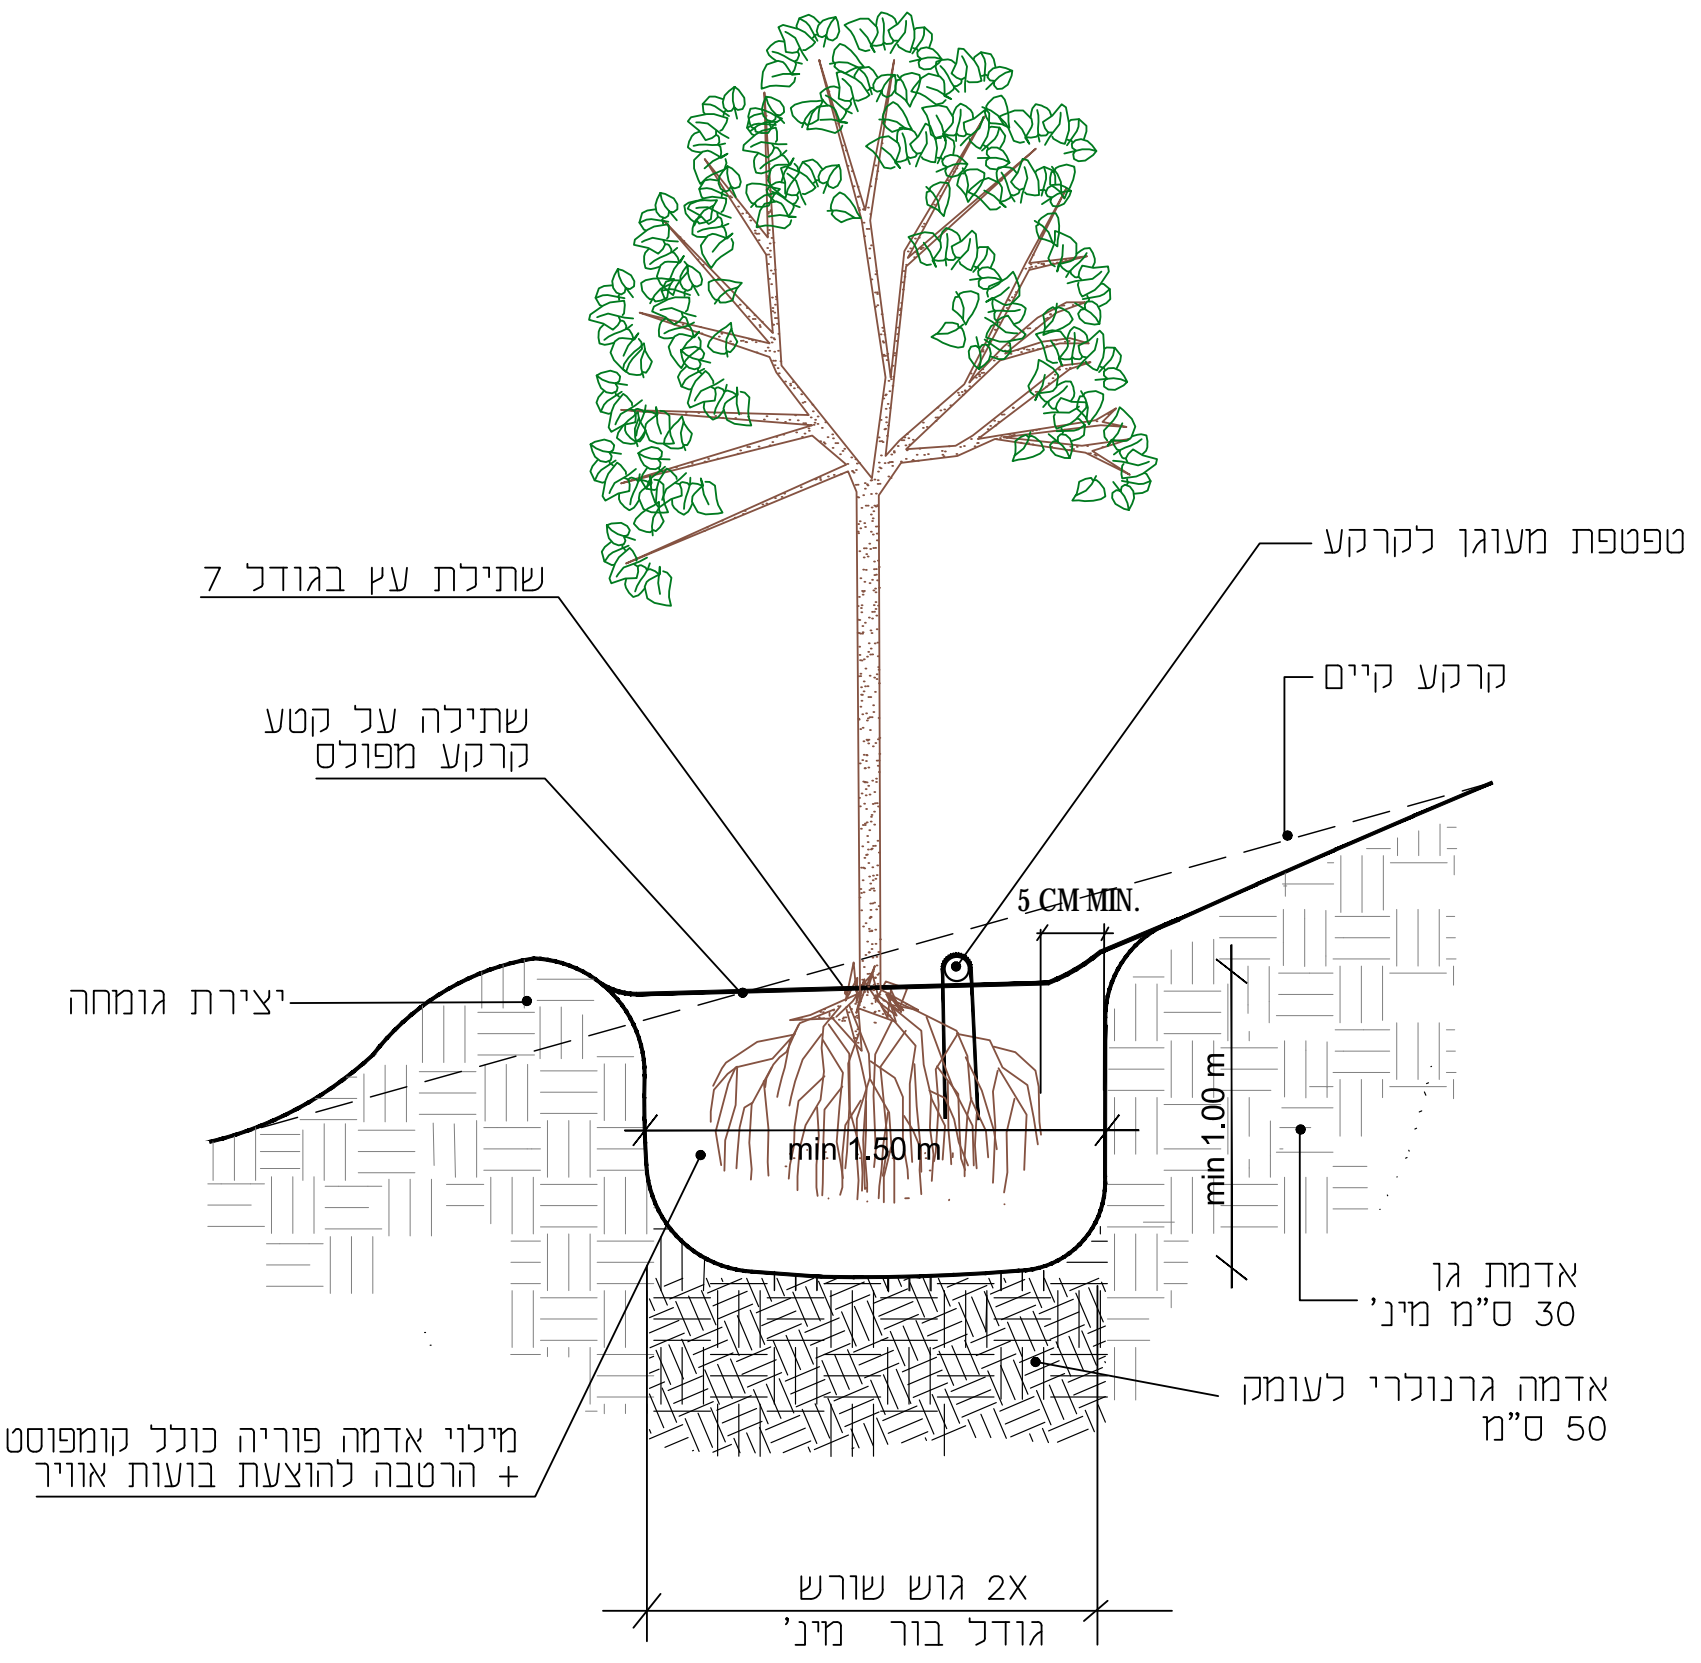 טפטפת מעוגן לקרקע
שתילת עץ בגודל 7
קרקע קיים
שתילה על קטע
קרקע מפולס
5 CM MIN.
יצירת גומחה
min 1.00 m
min 1.50 m
אדמת גן
30 ס"מ מינ'
אדמה גרנולרי לעומק
50 ס"מ
מילוי אדמה פוריה כולל קומפוסט
+ הרטבה להוצעת בועות אוויר
2X גוש שורש
גודל בור מינ'